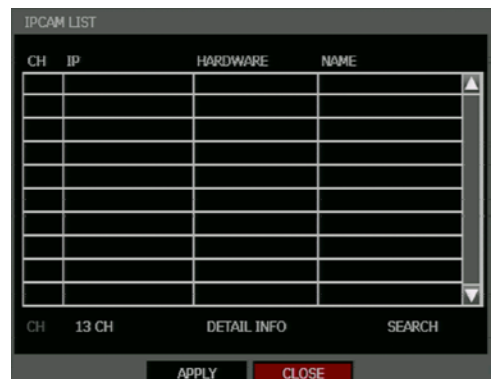 IPCAM LIST
CH IP HARDWARE NAME
CH 13 CH DETAIL INFO SEARCH
APPLY CLOSE